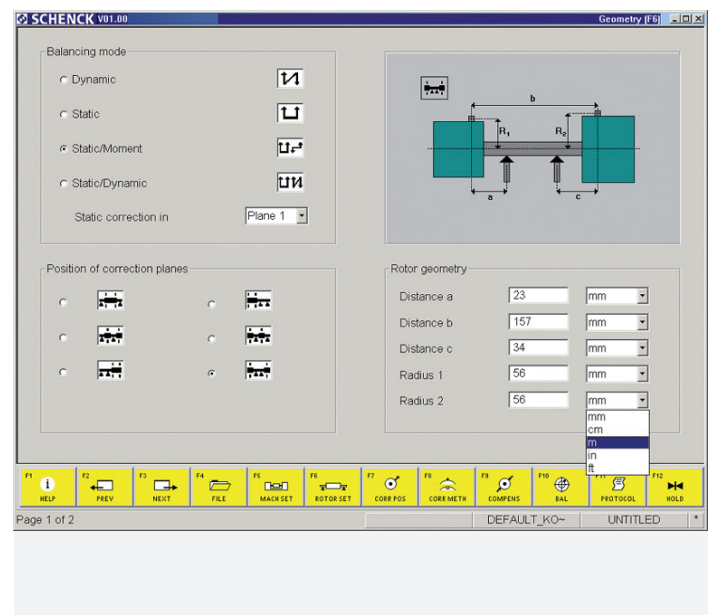 SCHENCK V01.00
Geometry [F6]
Balancing mode
Dynamic
Static
Static/Moment
Static/Dynamic
Static correction in
Plane 1
b
R1
R2
a
c
Position of correction planes
Rotor geometry
Distance a
23
mm
Distance b
157
mm
Distance c
34
mm
Radius 1
56
mm
Radius 2
56
mm
mm
cm
m
in
ft
F1
HELP
F2
PREV
F3
NEXT
F4
FILE
F5
MACH SET
F6
ROTOR SET
F7
CORR POS
F8
CORR METH
F9
COMPENS
F10
BAL
PROTOCOL
F12
HOLD
Page 1 of 2
DEFAULT_KO~
UNTITLED
*